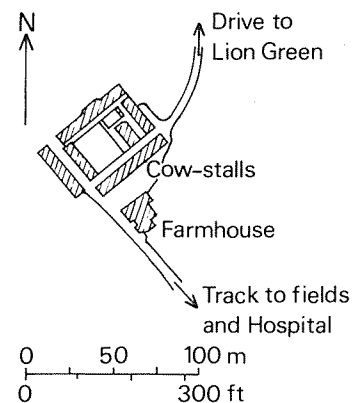 N
Drive to
Lion Green
Cow-stalls
Farmhouse
Track to fields
and Hospital
0 50 100 m
0 300 ft